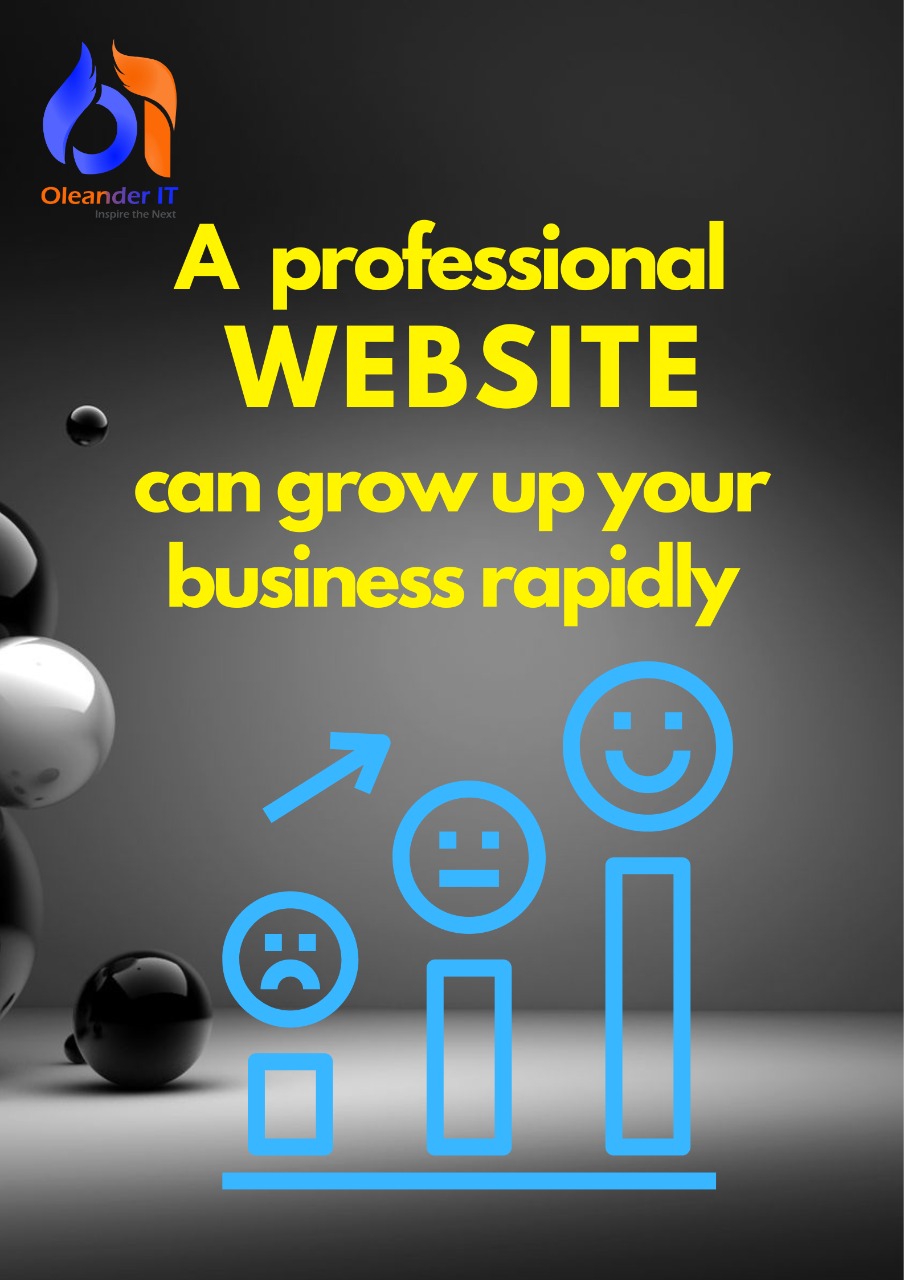 Oleander IT
Inspire the Next
A professional
WEBSITE
can grow up your
business rapidly